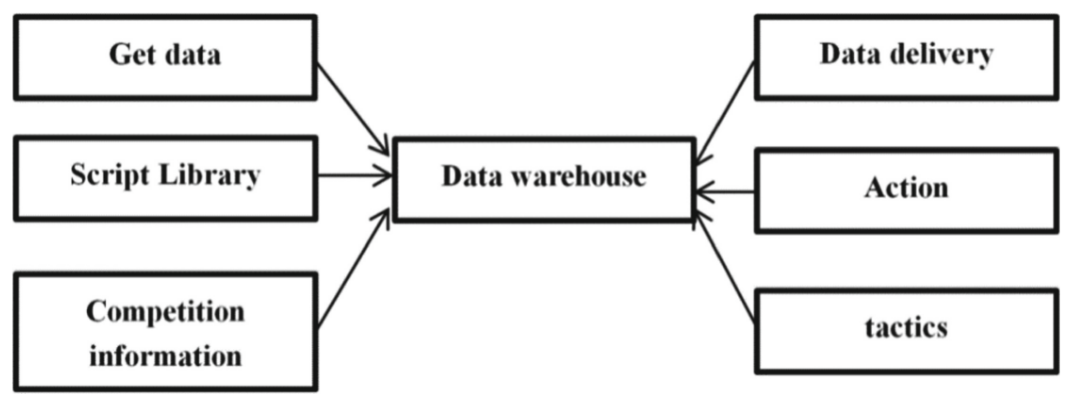 Get data
Script Library
Competition
information
Data warehouse
Data delivery
Action
tactics